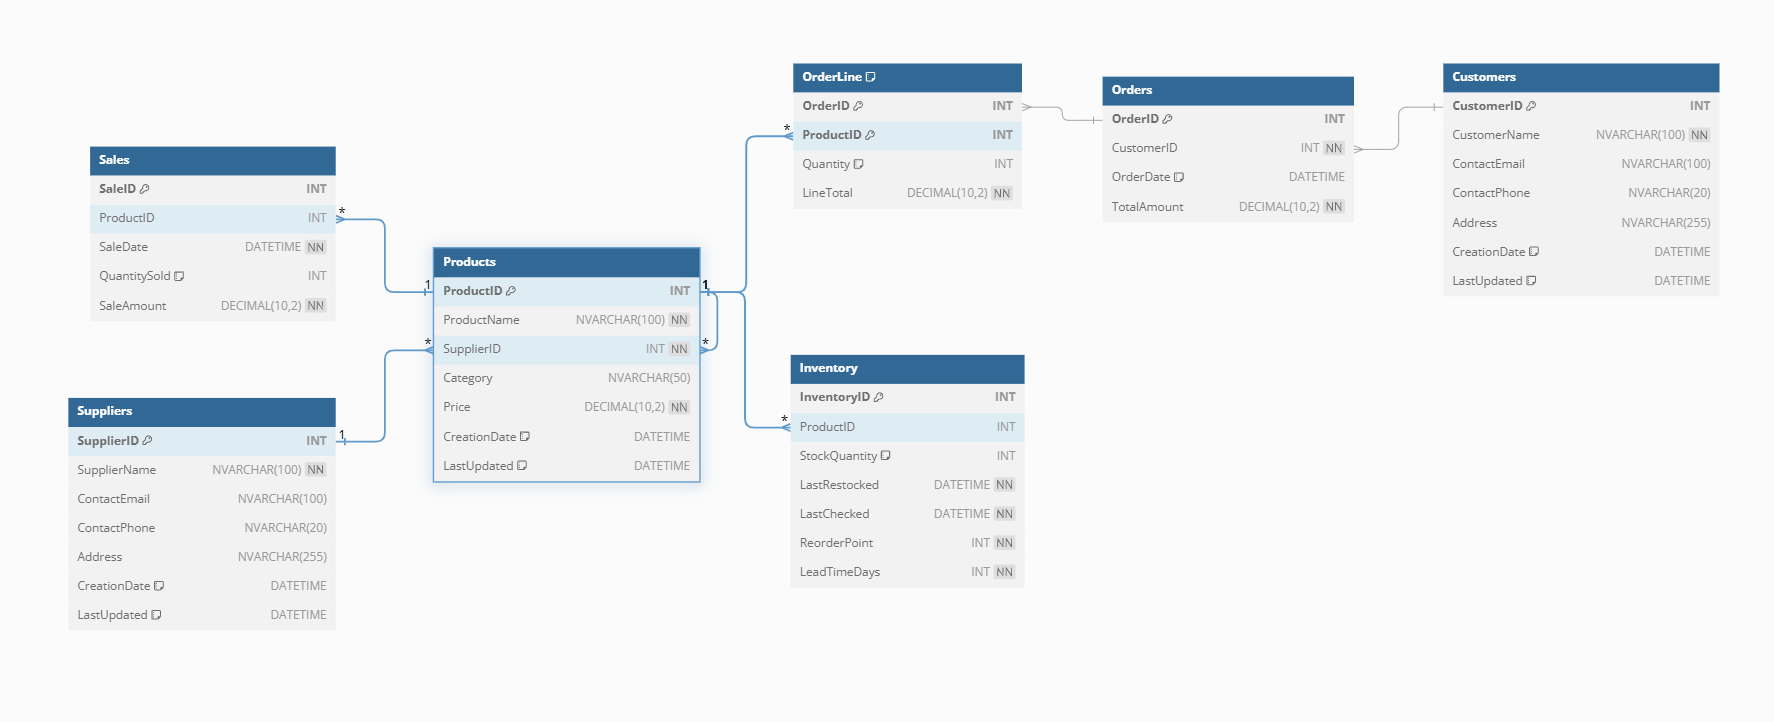 Sales
SaleID INT
ProductID INT
SaleDate DATETIME NN
QuantitySold INT
SaleAmount DECIMAL(10,2) NN
*
1
Suppliers
SupplierID INT
SupplierName NVARCHAR(100) NN
ContactEmail NVARCHAR(100)
ContactPhone NVARCHAR(20)
Address NVARCHAR(255)
CreationDate DATETIME
LastUpdated DATETIME
1
*
Products
ProductID INT
ProductName NVARCHAR(100) NN
SupplierID INT NN
Category NVARCHAR(50)
Price DECIMAL(10,2) NN
CreationDate DATETIME
LastUpdated DATETIME
1
*
OrderLine
OrderID INT
ProductID INT
Quantity INT
LineTotal DECIMAL(10,2) NN
*
Inventory
InventoryID INT
ProductID INT
StockQuantity INT
LastRestocked DATETIME NN
LastChecked DATETIME NN
ReorderPoint INT NN
LeadTimeDays INT NN
*
Orders
OrderID INT
CustomerID INT NN
OrderDate DATETIME
TotalAmount DECIMAL(10,2) NN
Customers
CustomerID INT
CustomerName NVARCHAR(100) NN
ContactEmail NVARCHAR(100)
ContactPhone NVARCHAR(20)
Address NVARCHAR(255)
CreationDate DATETIME
LastUpdated DATETIME